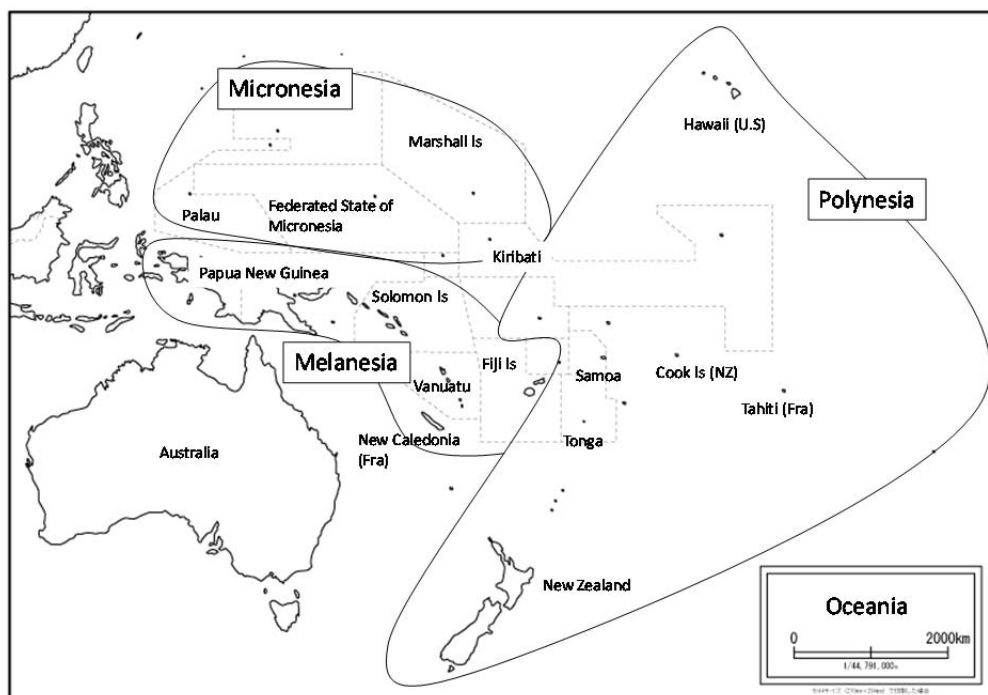 Micronesia
Hawaii (U.S)
Marshall Is
Polynesia
Palau
Federated State of
Micronesia
Kiribati
Papua New Guinea
Solomon Is
Melanesia
Fiji Is
Samoa
Cook Is (NZ)
Vanuatu
Tahiti (Fra)
New Caledonia
(Fra)
Tonga
Australia
New Zealand
Oceania
0 2000km